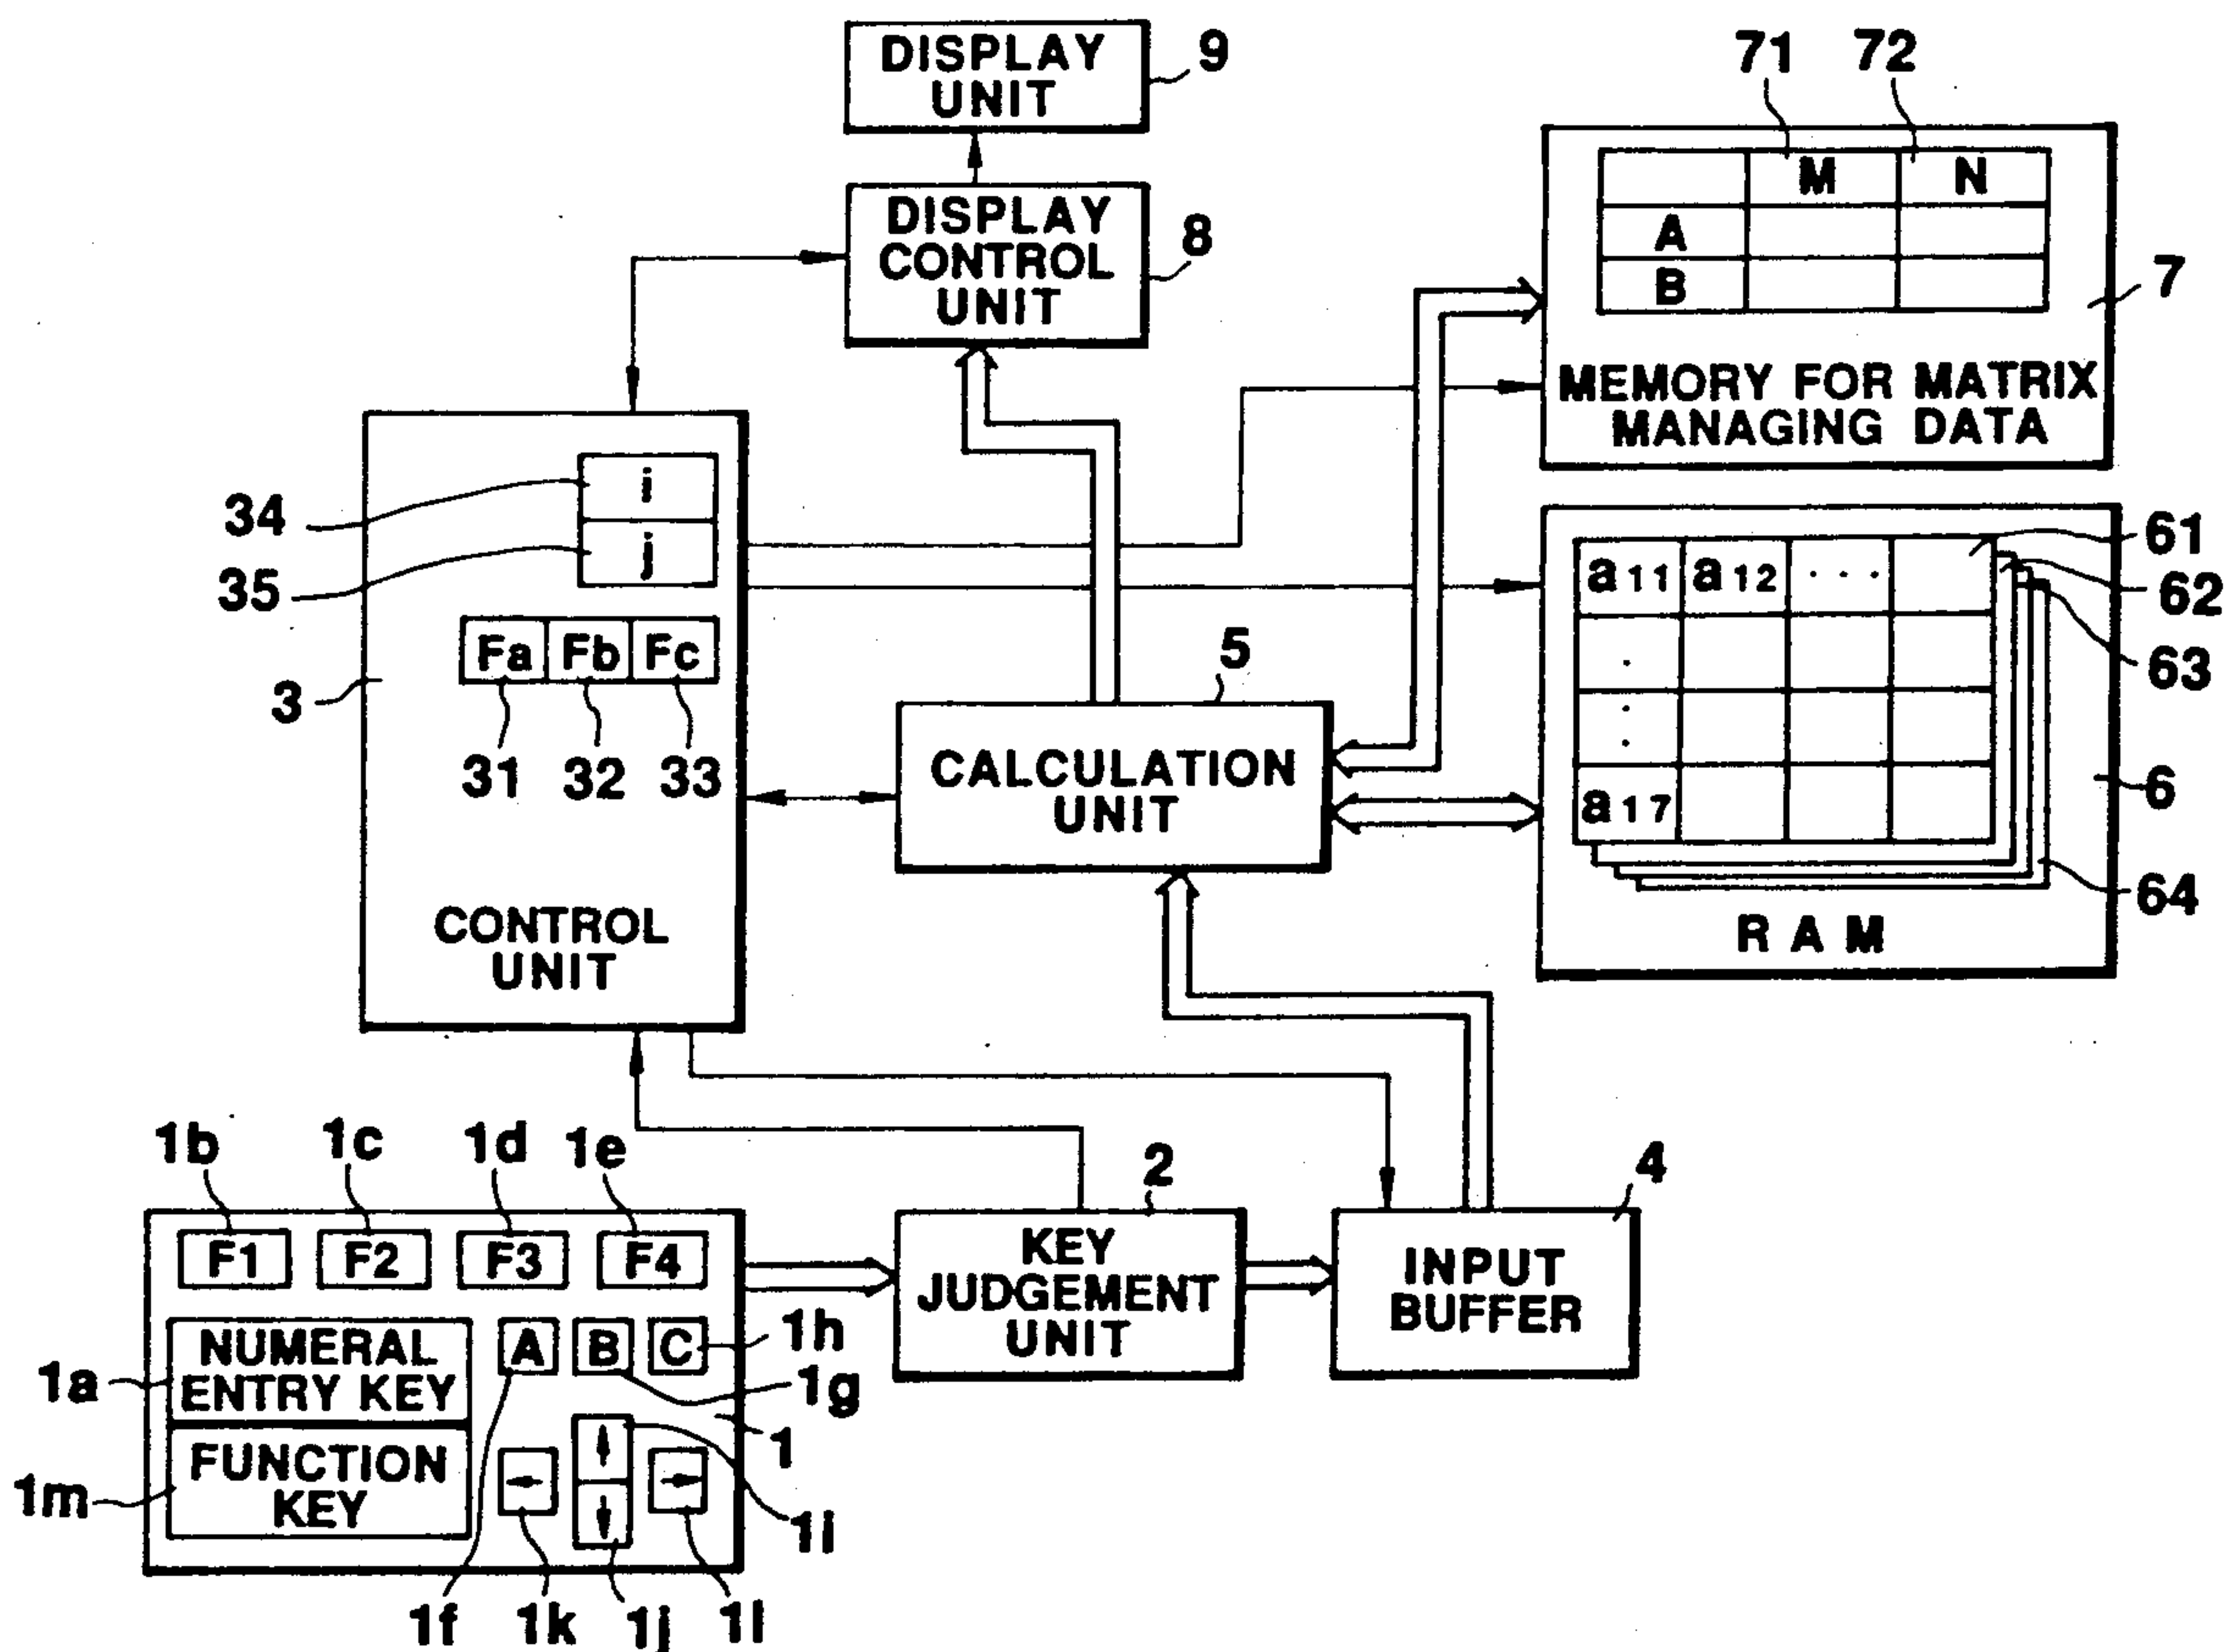 DISPLAY
UNIT
9
71
72
DISPLAY
CONTROL
UNIT
8
M
N
A
B
7
MEMORY FOR MATRIX
MANAGING DATA
34
i
35
j
3
Fa
Fb
Fc
31
32
33
CONTROL
UNIT
5
CALCULATION
UNIT
a11
a12
...
a17
61
62
63
6
64
RAM
1b
1c
1d
1e
F1
F2
F3
F4
1a
NUMERAL
ENTRY KEY
A
B
C
1h
1g
1
1m
FUNCTION
KEY
←
↑
↓
→
1i
1f
1k
1j
1l
2
KEY
JUDGEMENT
UNIT
4
INPUT
BUFFER